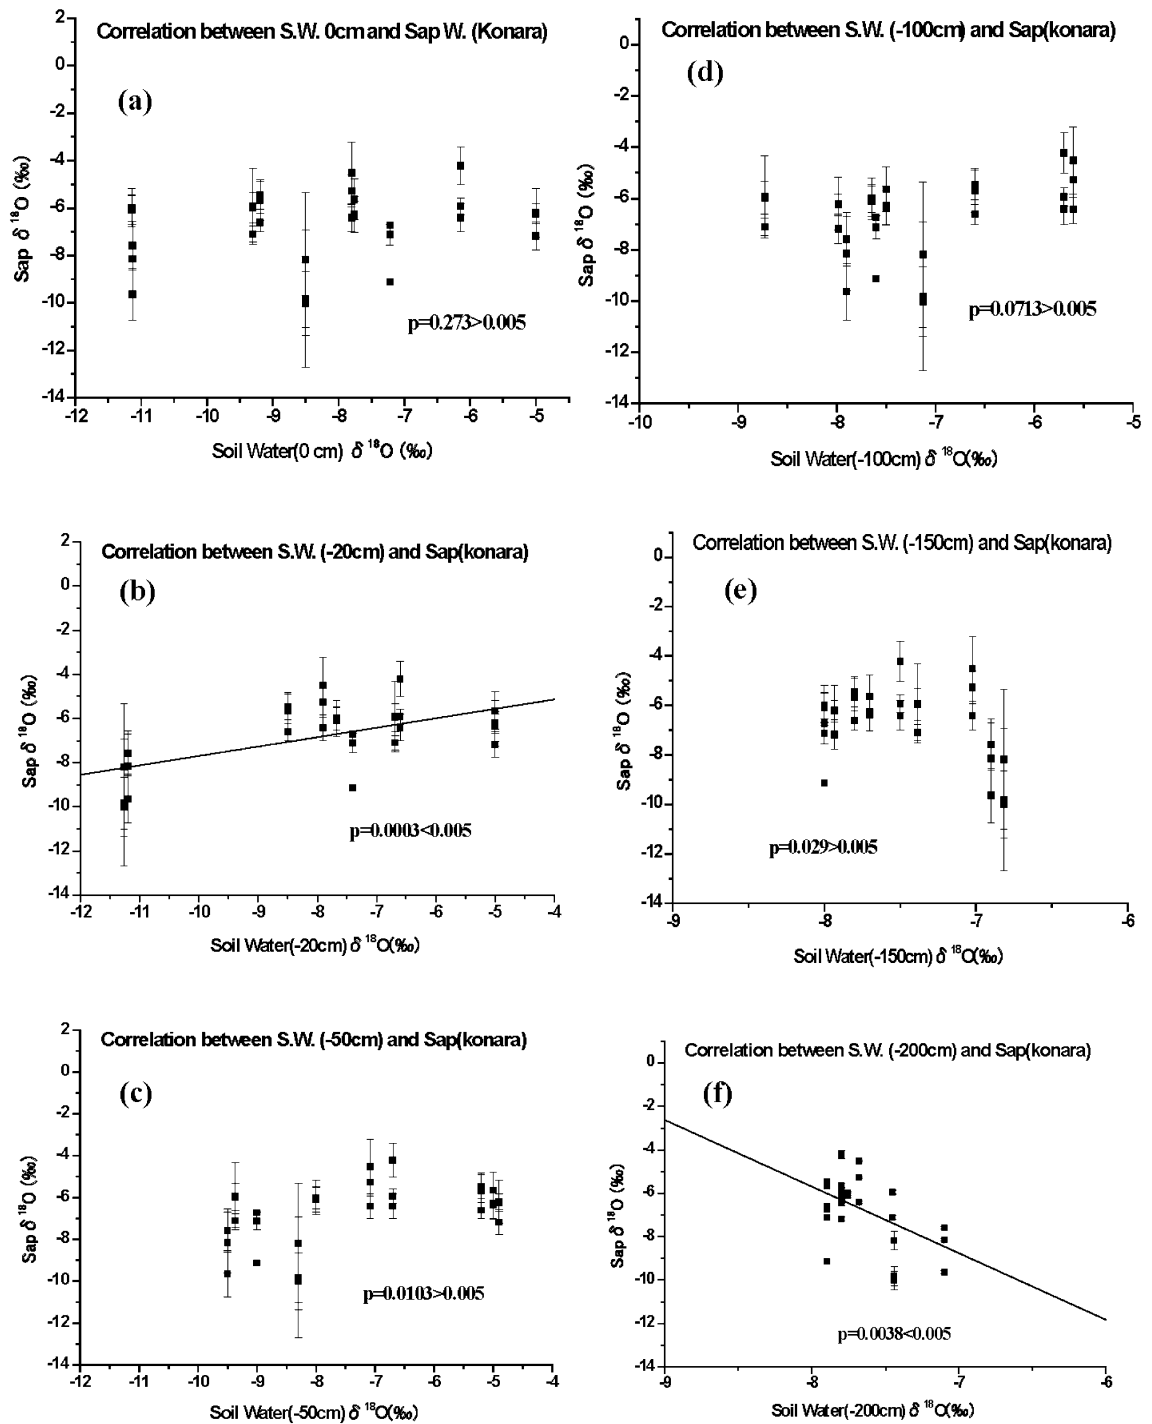 Correlation between S.W. 0cm and Sap W. (Konara)
(a)
2
0
-2
-4
-6
-8
-10
-12
-14
Sap δ ¹⁸O (‰)
p=0.273>0.005
-12 -11 -10 -9 -8 -7 -6 -5
Soil Water(0 cm) δ ¹⁸O (‰)
Correlation between S.W. (-100cm) and Sap(konara)
(d)
0
-2
-4
-6
-8
-10
-12
-14
Sap δ ¹⁸O (‰)
p=0.0713>0.005
-10 -9 -8 -7 -6 -5
Soil Water(-100cm) δ ¹⁸O(‰)
Correlation between S.W. (-20cm) and Sap(konara)
(b)
2
0
-2
-4
-6
-8
-10
-12
-14
Sap δ ¹⁸O (‰)
p=0.0003<0.005
-12 -11 -10 -9 -8 -7 -6 -5 -4
Soil Water(-20cm) δ ¹⁸O(‰)
Correlation between S.W. (-150cm) and Sap(konara)
(e)
0
-2
-4
-6
-8
-10
-12
-14
Sap δ ¹⁸O (‰)
p=0.029>0.005
-9 -8 -7 -6
Soil Water(-150cm) δ ¹⁸O(‰)
Correlation between S.W. (-50cm) and Sap(konara)
(c)
2
0
-2
-4
-6
-8
-10
-12
-14
Sap δ ¹⁸O (‰)
p=0.0103>0.005
-12 -11 -10 -9 -8 -7 -6 -5 -4
Soil Water(-50cm) δ ¹⁸O(‰)
Correlation between S.W. (-200cm) and Sap(konara)
(f)
0
-2
-4
-6
-8
-10
-12
-14
Sap δ ¹⁸O (‰)
p=0.0038<0.005
-9 -8 -7 -6
Soil Water(-200cm) δ ¹⁸O(‰)